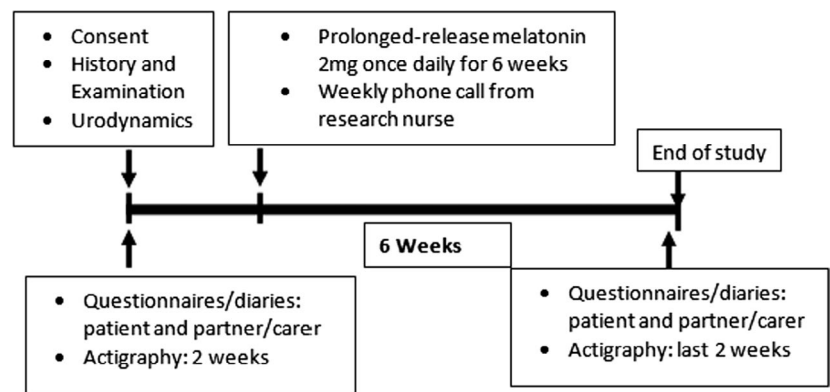 • Consent
• History and
Examination
• Urodynamics
• Prolonged-release melatonin
2mg once daily for 6 weeks
• Weekly phone call from
research nurse
End of study
6 Weeks
• Questionnaires/diaries:
patient and partner/carer
• Actigraphy: 2 weeks
• Questionnaires/diaries:
patient and partner/carer
• Actigraphy: last 2 weeks